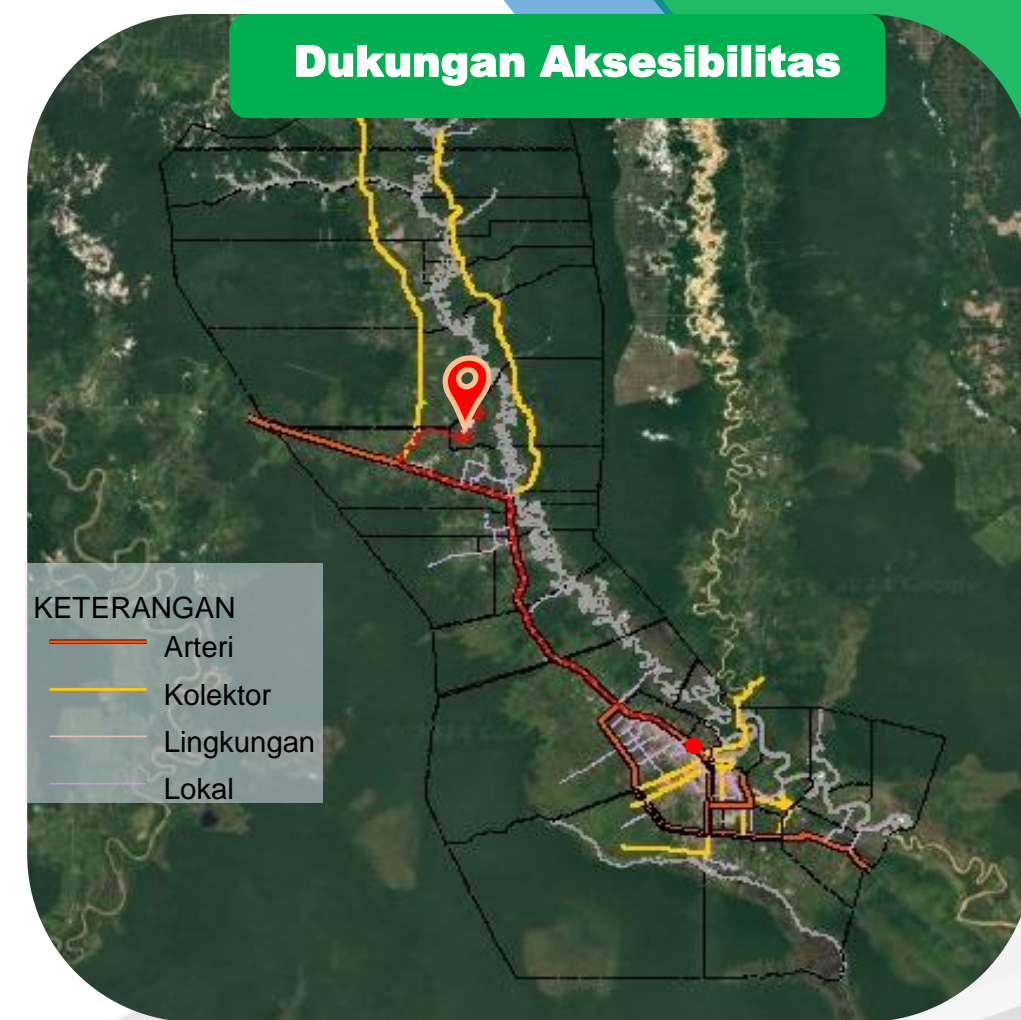 Dukungan Aksesibilitas
KETERANGAN
Arteri
Kolektor
Lingkungan
Lokal